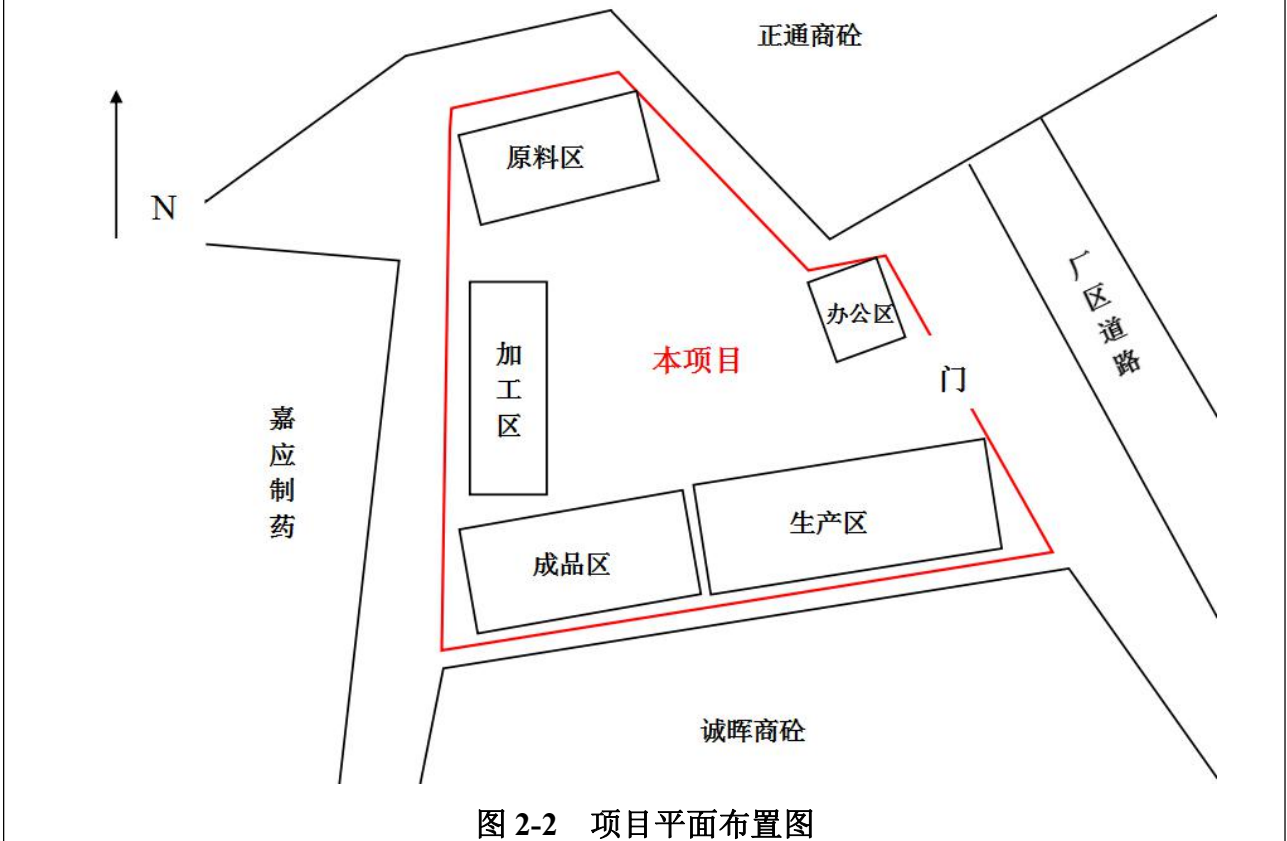 正通商砼
原料区
N
厂区道路
办公区
加工区
本项目
门
嘉应制药
生产区
成品区
诚晖商砼
图 2-2 项目平面布置图